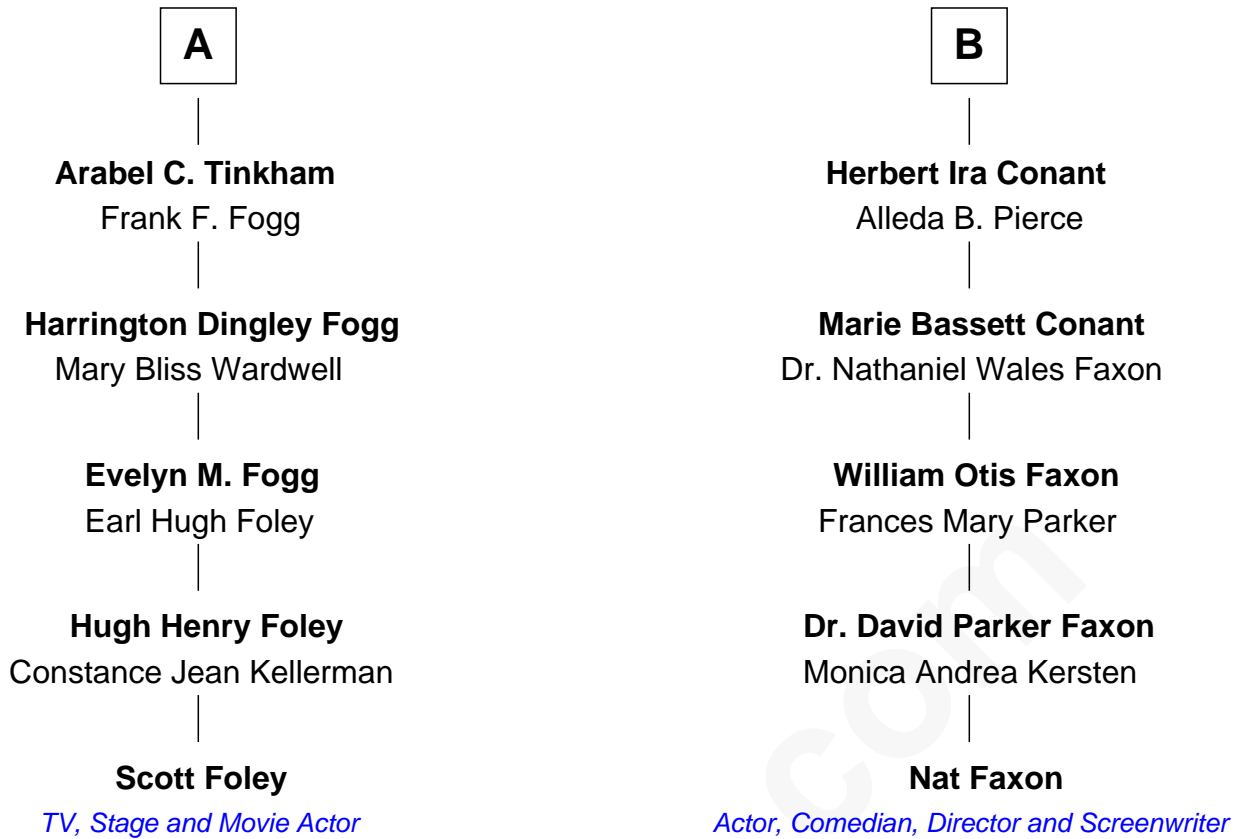 A
Arabel C. Tinkham
Frank F. Fogg
Harrington Dingley Fogg
Mary Bliss Wardwell
Evelyn M. Fogg
Earl Hugh Foley
Hugh Henry Foley
Constance Jean Kellerman
Scott Foley
TV, Stage and Movie Actor
B
Herbert Ira Conant
Alleda B. Pierce
Marie Bassett Conant
Dr. Nathaniel Wales Faxon
William Otis Faxon
Frances Mary Parker
Dr. David Parker Faxon
Monica Andrea Kersten
Nat Faxon
Actor, Comedian, Director and Screenwriter
com